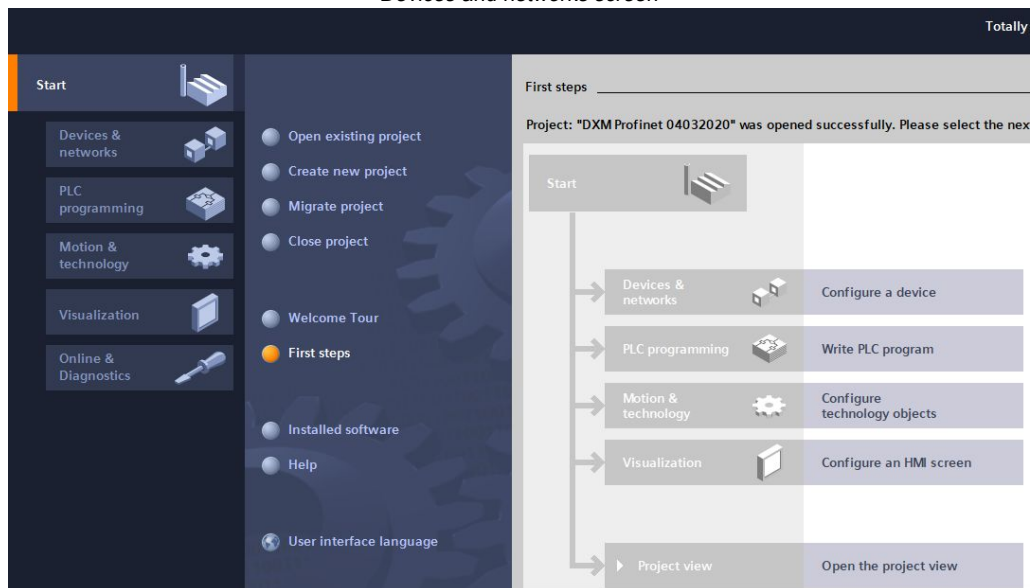 Devices and networks screen
Totally
Start
Devices &
networks
PLC
programming
Motion &
technology
Visualization
Online &
Diagnostics
Open existing project
Create new project
Migrate project
Close project
Welcome Tour
First steps
Installed software
Help
User interface language
First steps
Project: "DXM Profinet 04032020" was opened successfully. Please select the nex
Start
Devices &
networks
Configure a device
PLC programming
Write PLC program
Motion &
technology
Configure
technology objects
Visualization
Configure an HMI screen
Project view
Open the project view